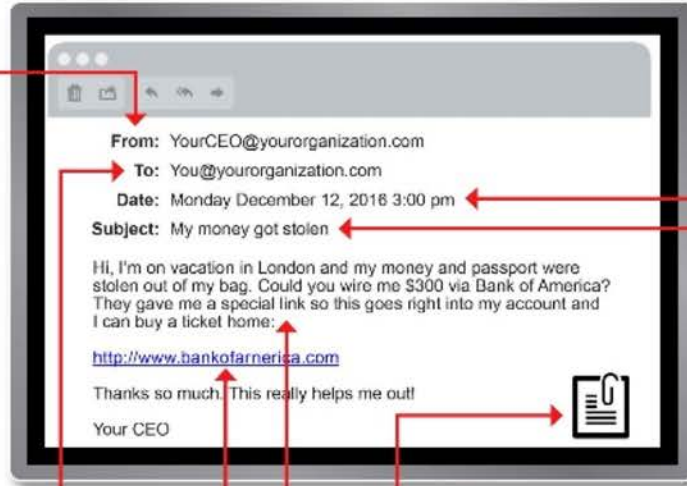 From: YourCEO@yourorganization.com
To: You@yourorganization.com
Date: Monday December 12, 2016 3:00 pm
Subject: My money got stolen
Hi, I'm on vacation in London and my money and passport were
stolen out of my bag. Could you wire me $300 via Bank of America?
They gave me a special link so this goes right into my account and
I can buy a ticket home:
http://www.bankofarnerica.com
Thanks so much. This really helps me out!
Your CEO